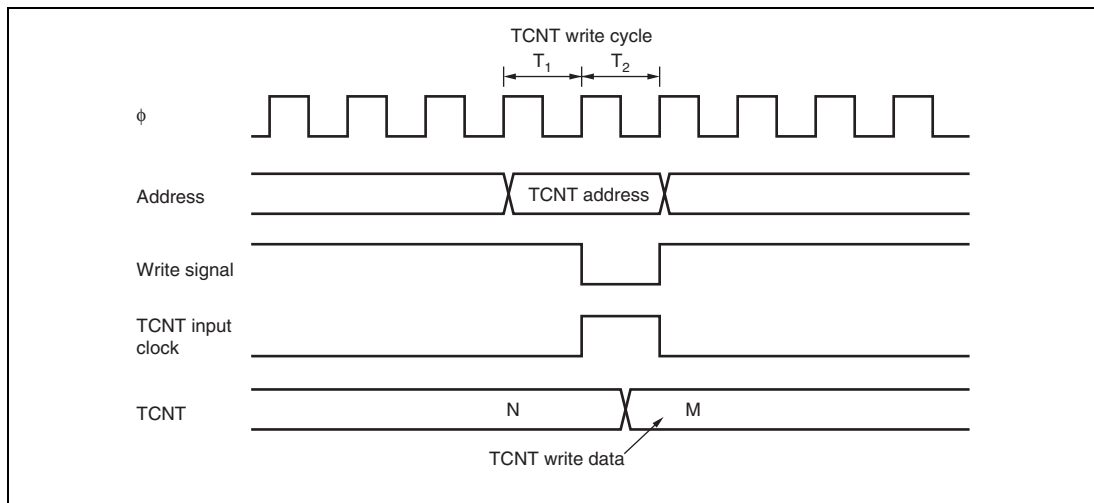 TCNT write cycle
T1 T2
ϕ
Address
TCNT address
Write signal
TCNT input
clock
TCNT
N
M
TCNT write data